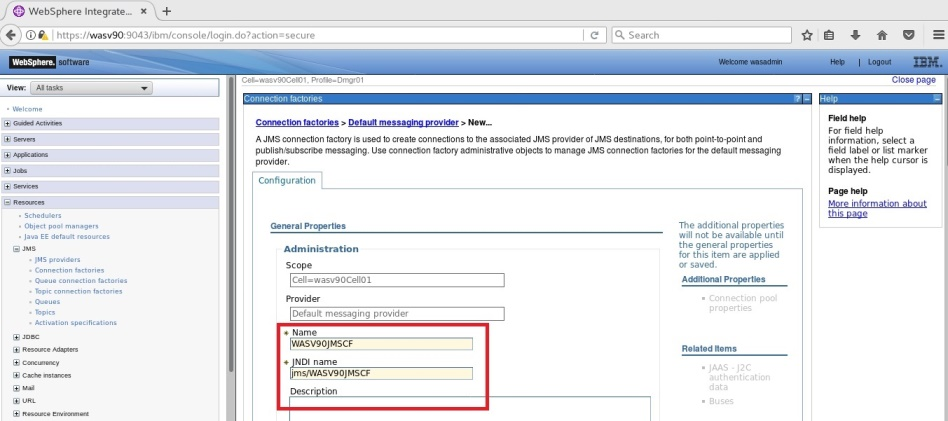 WebSphere Integrate...
https://wasv90:9043/ibm/console/login.do?action=secure
Search
WebSphere. software
Welcome wasadmin
Help
Logout
IBM.
View:
All tasks
Welcome
Guided Activities
Servers
Applications
Jobs
Services
Resources
Schedulers
Object pool managers
Java EE default resources
JMS
JMS providers
Connection factories
Queue connection factories
Topic connection factories
Queues
Topics
Activation specifications
JDBC
Resource Adapters
Concurrency
Cache instances
Mail
URL
Resource Environment
Cell=wasv90Cell01, Profile=Dmgr01
Close page
Connection factories
?
Connection factories > Default messaging provider > New...
A JMS connection factory is used to create connections to the associated JMS provider of JMS destinations, for both point-to-point and
publish/subscribe messaging. Use connection factory administrative objects to manage JMS connection factories for the default messaging
provider.
Configuration
General Properties
Administration
Scope
Cell=wasv90Cell01
Provider
Default messaging provider
Name
WASV90JMSCF
JNDI name
jms/WASV90JMSCF
Description
The additional properties
will not be available until
the general properties
for this item are applied
or saved.
Additional Properties
Connection pool
properties
Related Items
JAAS - J2C
authentication
data
Buses
Help
Field help
For field help
information, select a
field label or list marker
when the help cursor is
displayed.
Page help
More information about
this page